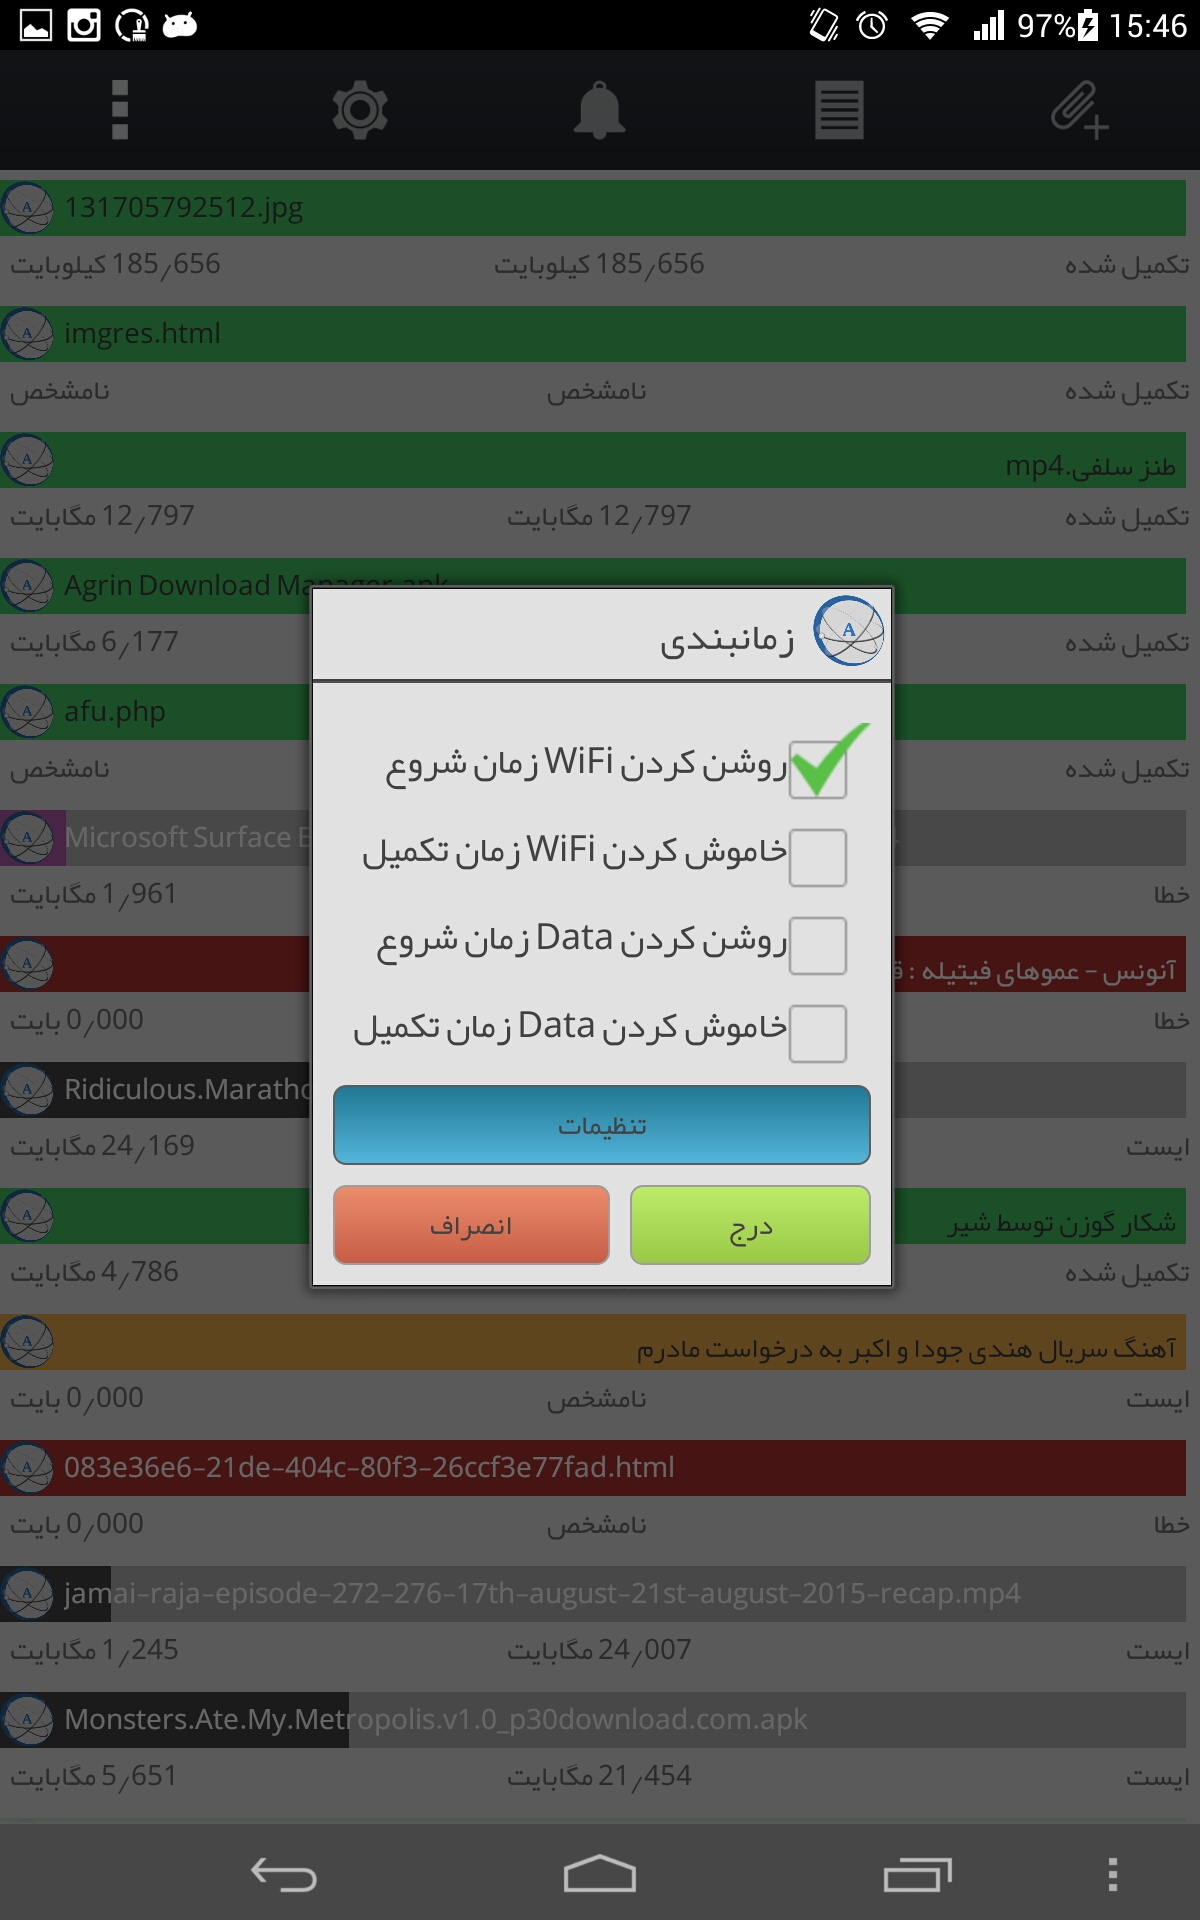 97% 15:46
131705792512.jpg
185/656 کیلوبایت 185/656 کیلوبایت تکمیل شده
imgres.html
نامشخص نامشخص تکمیل شده
طنز سلفی.mp4
12/797 مگابایت 12/797 مگابایت تکمیل شده
Agrin Download Manager.apk
6/177 مگابایت تکمیل شده
زمانبندی
afu.php
نامشخص تکمیل شده
روشن کردن WiFi زمان شروع
Microsoft Surface
خاموش کردن WiFi زمان تکمیل
1/961 مگابایت خطا
روشن کردن Data زمان شروع
آنونس - عموهای فیتیله :
0/000 بایت خطا
خاموش کردن Data زمان تکمیل
Ridiculous.Maratho
تنظیمات
24/169 مگابایت ایست
شکار گوزن توسط شیر
درج
انصراف
4/786 مگابایت تکمیل شده
آهنگ سریال هندی جودا و اکبر به درخواست مادرم
0/000 بایت نامشخص ایست
083e36e6-21de-404c-80f3-26ccf3e77fad.html
0/000 بایت نامشخص خطا
jamai-raja-episode-272-276-17th-august-21st-august-2015-recap.mp4
1/245 مگابایت 24/007 مگابایت ایست
Monsters.Ate.My.Metropolis.v1.0_p30download.com.apk
5/651 مگابایت 21/454 مگابایت ایست